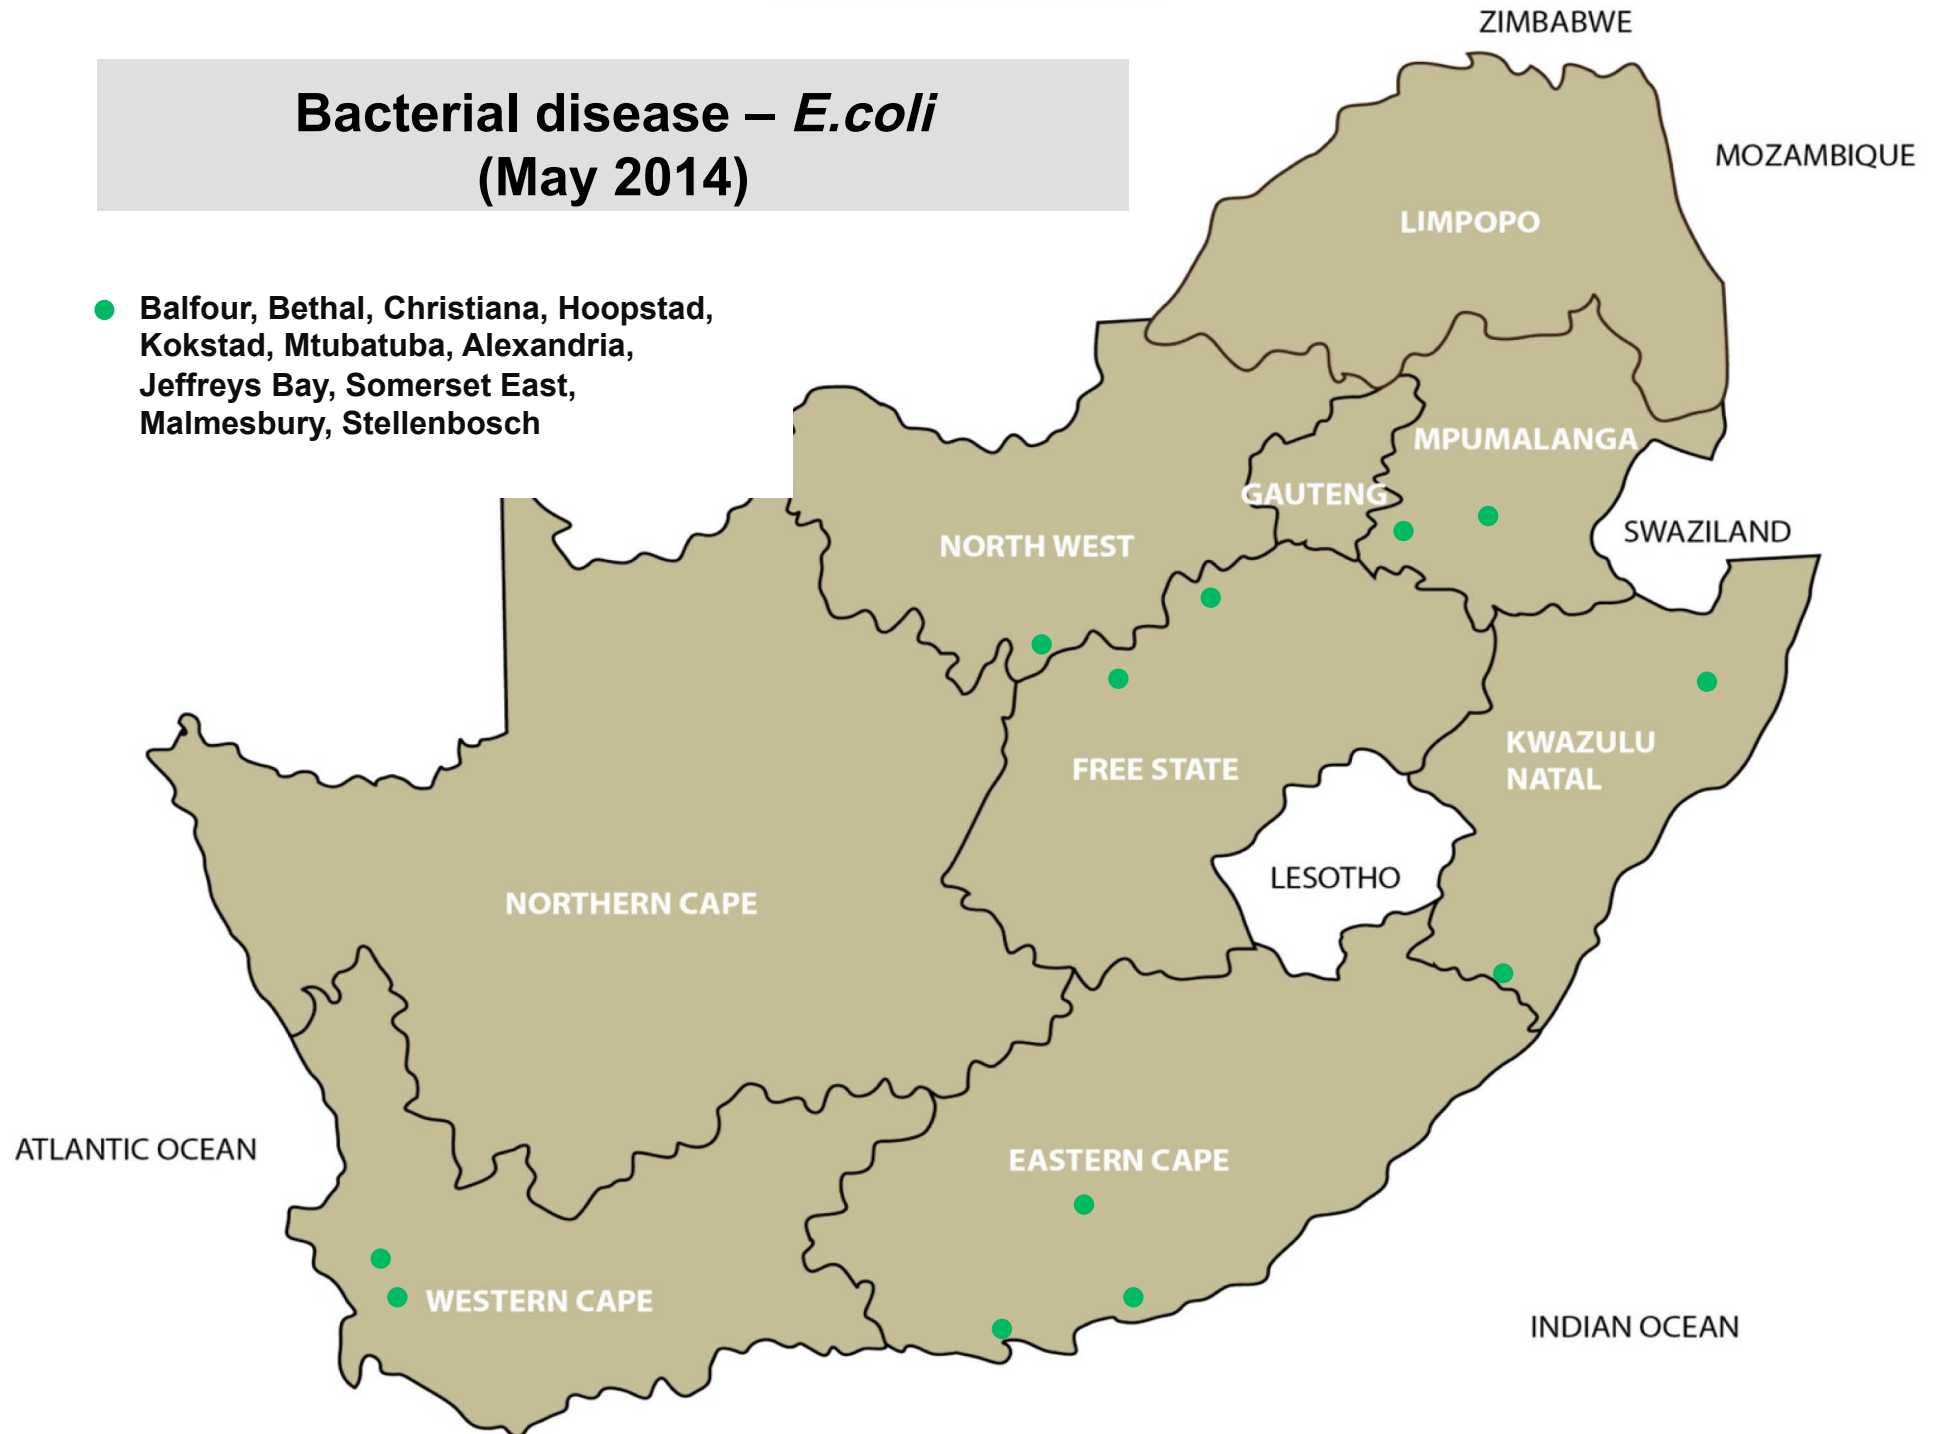 Bacterial disease – E.coli
(May 2014)
Balfour, Bethal, Christiana, Hoopstad,
Kokstad, Mtubatuba, Alexandria,
Jeffreys Bay, Somerset East,
Malmesbury, Stellenbosch
ZIMBABWE
MOZAMBIQUE
LIMPOPO
MPUMALANGA
GAUTENG
SWAZILAND
NORTH WEST
KWAZULU
NATAL
FREE STATE
LESOTHO
NORTHERN CAPE
ATLANTIC OCEAN
EASTERN CAPE
WESTERN CAPE
INDIAN OCEAN